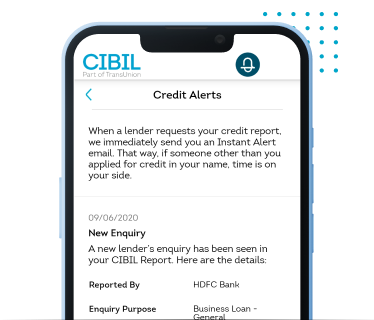 CIBIL
Part of TransUnion
Credit Alerts
When a lender requests your credit report,
we immediately send you an Instant Alert
email. That way, if someone other than you
applied for credit in your name, time is on
your side.
09/06/2020
New Enquiry
A new lender's enquiry has been seen in
your CIBIL Report. Here are the details:
Reported By HDFC Bank
Enquiry Purpose Business Loan –
General